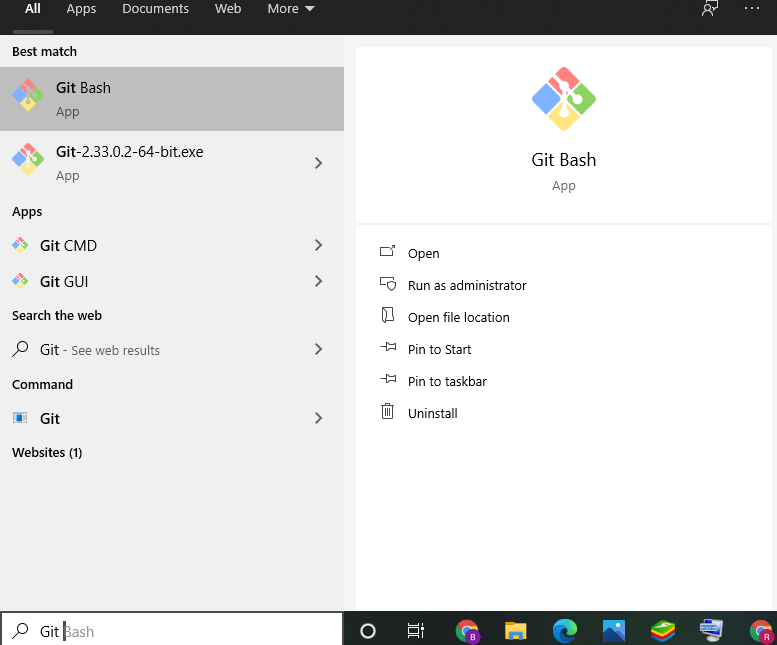 All Apps Documents Web More
Best match
Git Bash
App
Git-2.33.0.2-64-bit.exe
App
Apps
Git CMD
Git GUI
Search the web
Git - See web results
Command
Git
Websites (1)
Git Bash
App
Open
Run as administrator
Open file location
Pin to Start
Pin to taskbar
Uninstall
Git Bash
B
R